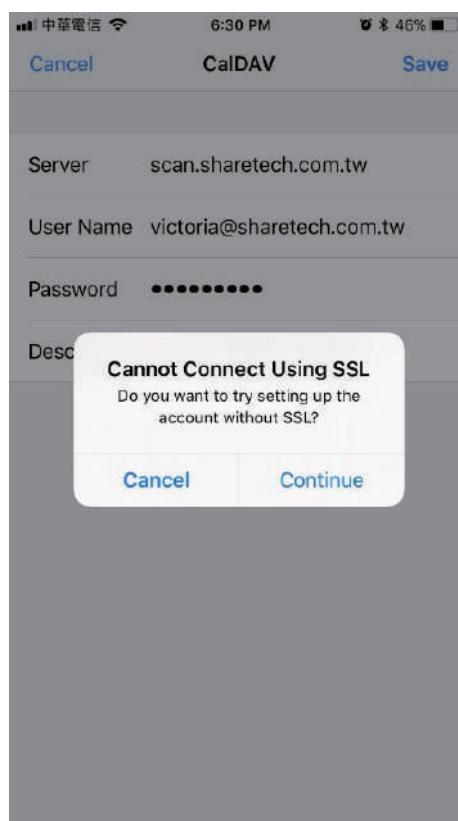 中華電信 6:30 PM 46%
Cancel CalDAV Save
Server scan.sharetech.com.tw
User Name victoria@sharetech.com.tw
Password •••••••••
Desc
Cannot Connect Using SSL
Do you want to try setting up the
account without SSL?
Cancel Continue